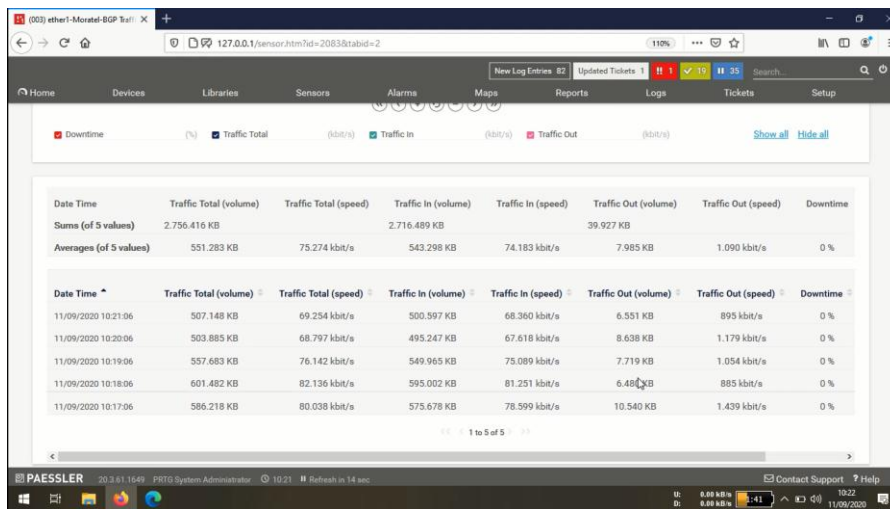 (003) ether1-Moratel-BGP Traffi
127.0.0.1/sensor.htm?id=2083&tabid=2
110%
New Log Entries 82 Updated Tickets 1 !! 1 19 35 Search...
Home Devices Libraries Sensors Alarms Maps Reports Logs Tickets Setup
Downtime (%) Traffic Total (kbit/s) Traffic In (kbit/s) Traffic Out (kbit/s) Show all Hide all
Date Time Traffic Total (volume) Traffic Total (speed) Traffic In (volume) Traffic In (speed) Traffic Out (volume) Traffic Out (speed) Downtime
Sums (of 5 values) 2.756.416 KB 2.716.489 KB 39.927 KB
Averages (of 5 values) 551.283 KB 75.274 kbit/s 543.298 KB 74.183 kbit/s 7.985 KB 1.090 kbit/s 0 %
Date Time Traffic Total (volume) Traffic Total (speed) Traffic In (volume) Traffic In (speed) Traffic Out (volume) Traffic Out (speed) Downtime
11/09/2020 10:21:06 507.148 KB 69.254 kbit/s 500.597 KB 68.360 kbit/s 6.551 KB 895 kbit/s 0 %
11/09/2020 10:20:06 503.885 KB 68.797 kbit/s 495.247 KB 67.618 kbit/s 8.638 KB 1.179 kbit/s 0 %
11/09/2020 10:19:06 557.683 KB 76.142 kbit/s 549.965 KB 75.089 kbit/s 7.719 KB 1.054 kbit/s 0 %
11/09/2020 10:18:06 601.482 KB 82.136 kbit/s 595.002 KB 81.251 kbit/s 6.480 KB 885 kbit/s 0 %
11/09/2020 10:17:06 586.218 KB 80.038 kbit/s 575.678 KB 78.599 kbit/s 10.540 KB 1.439 kbit/s 0 %
1 to 5 of 5
PAESSLER 20.3.61.1649 PRTG System Administrator 10:21 Refresh in 14 sec Contact Support ? Help
U: 0.00 kB/s
D: 0.00 kB/s
1:41
10:22
11/09/2020